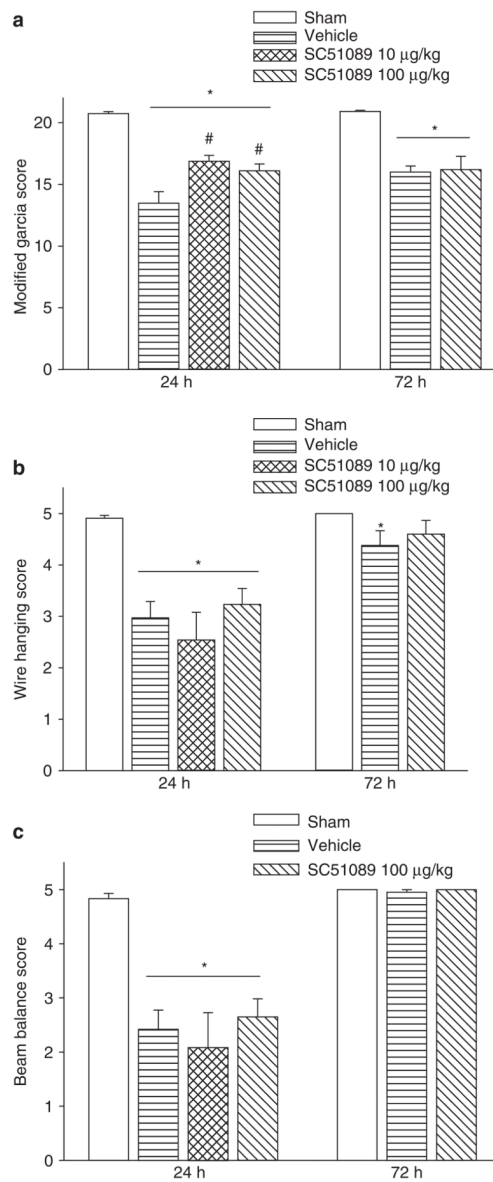 a
Sham
Vehicle
SC51089 10 μg/kg
SC51089 100 μg/kg
*
20
15
10
5
0
# #
*
Modified garcia score
24 h 72 h
b
Sham
Vehicle
SC51089 10 μg/kg
SC51089 100 μg/kg
5
4
3
2
1
0
*
*
Wire hanging score
24 h 72 h
c
Sham
Vehicle
SC51089 100 μg/kg
5
4
3
2
1
0
*
Beam balance score
24 h 72 h